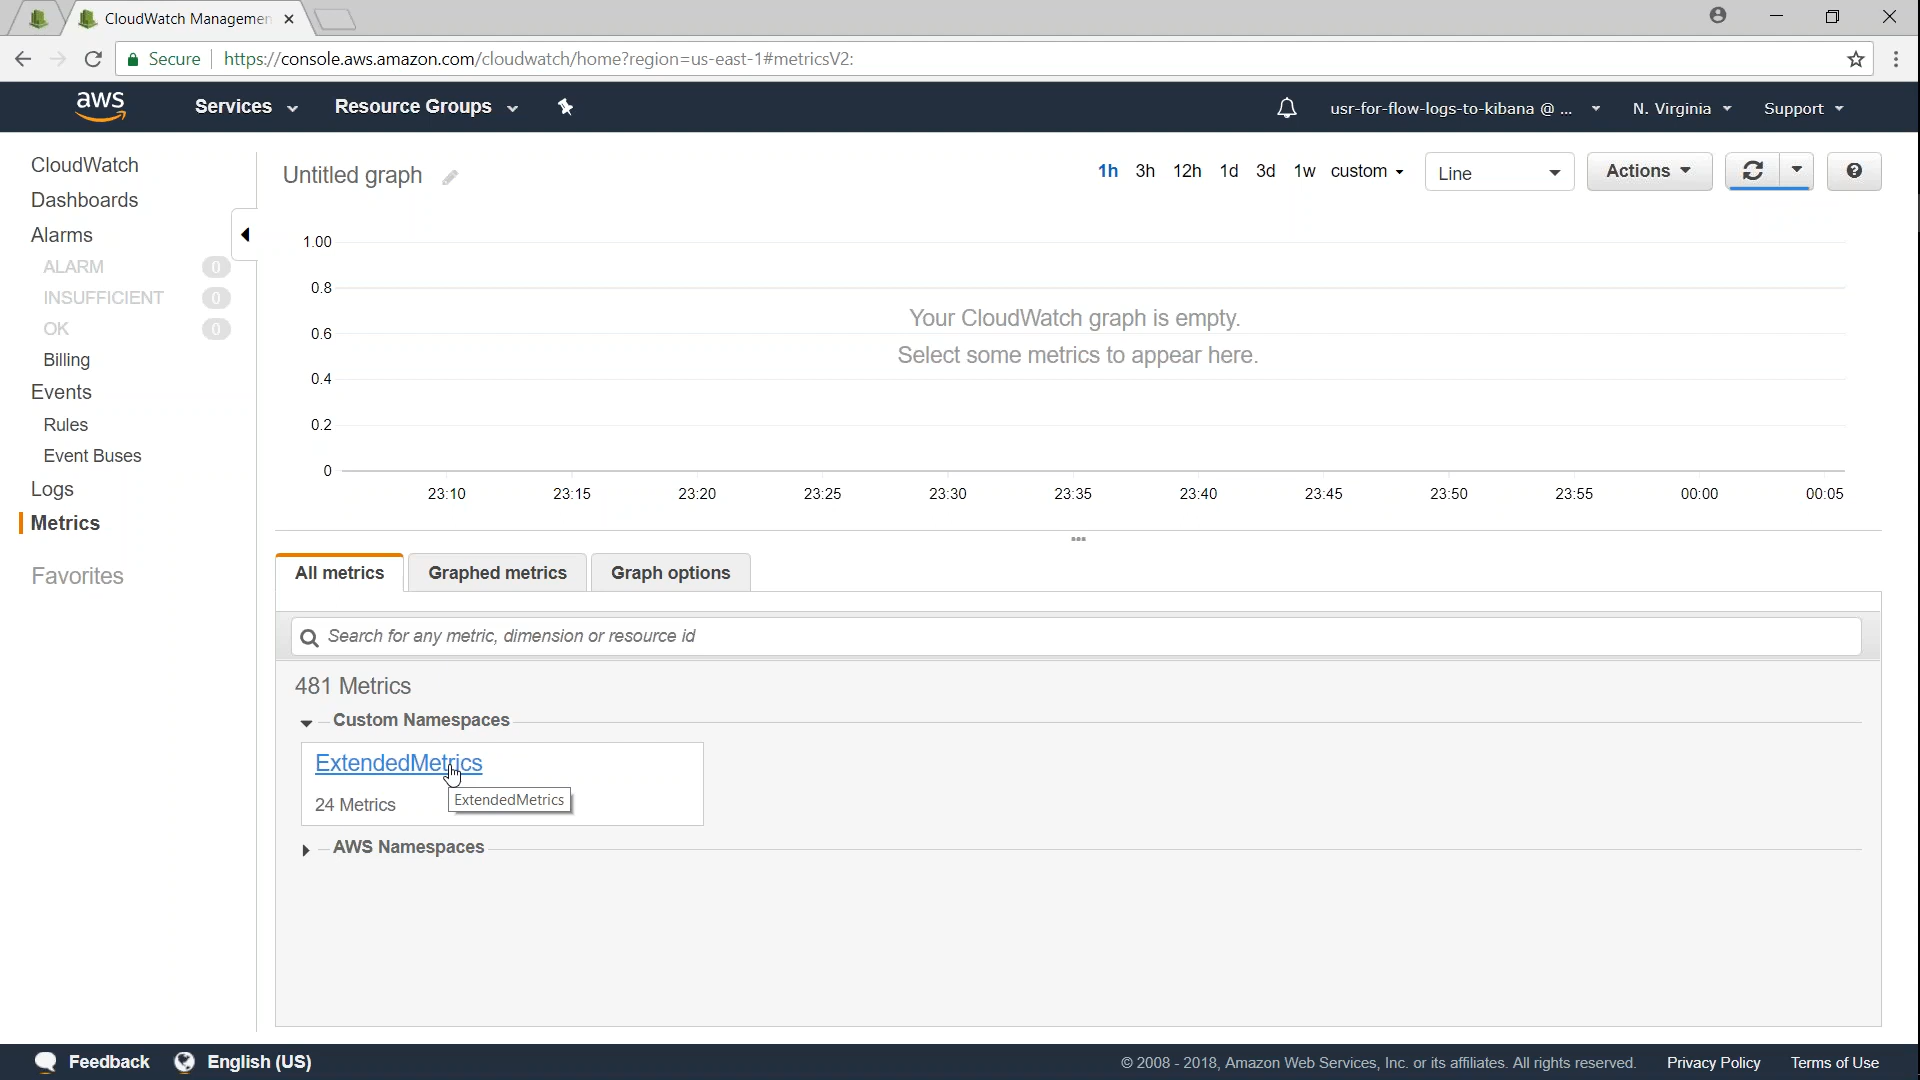 CloudWatch Managemen
Secure
https://console.aws.amazon.com/cloudwatch/home?region=us-east-1#metricsV2:
aws
Services
Resource Groups
usr-for-flow-logs-to-kibana @ ...
N. Virginia
Support
CloudWatch
Dashboards
Alarms
ALARM 0
INSUFFICIENT 0
OK 0
Billing
Events
Rules
Event Buses
Logs
Metrics
Favorites
Untitled graph
1h 3h 12h 1d 3d 1w custom
Line
Actions
?
1.00
0.8
0.6
0.4
0.2
0
Your CloudWatch graph is empty.
Select some metrics to appear here.
23:10 23:15 23:20 23:25 23:30 23:35 23:40 23:45 23:50 23:55 00:00 00:05
All metrics
Graphed metrics
Graph options
Search for any metric, dimension or resource id
481 Metrics
Custom Namespaces
ExtendedMetrics
24 Metrics
ExtendedMetrics
AWS Namespaces
Feedback
English (US)
© 2008 - 2018, Amazon Web Services, Inc. or its affiliates. All rights reserved.
Privacy Policy
Terms of Use